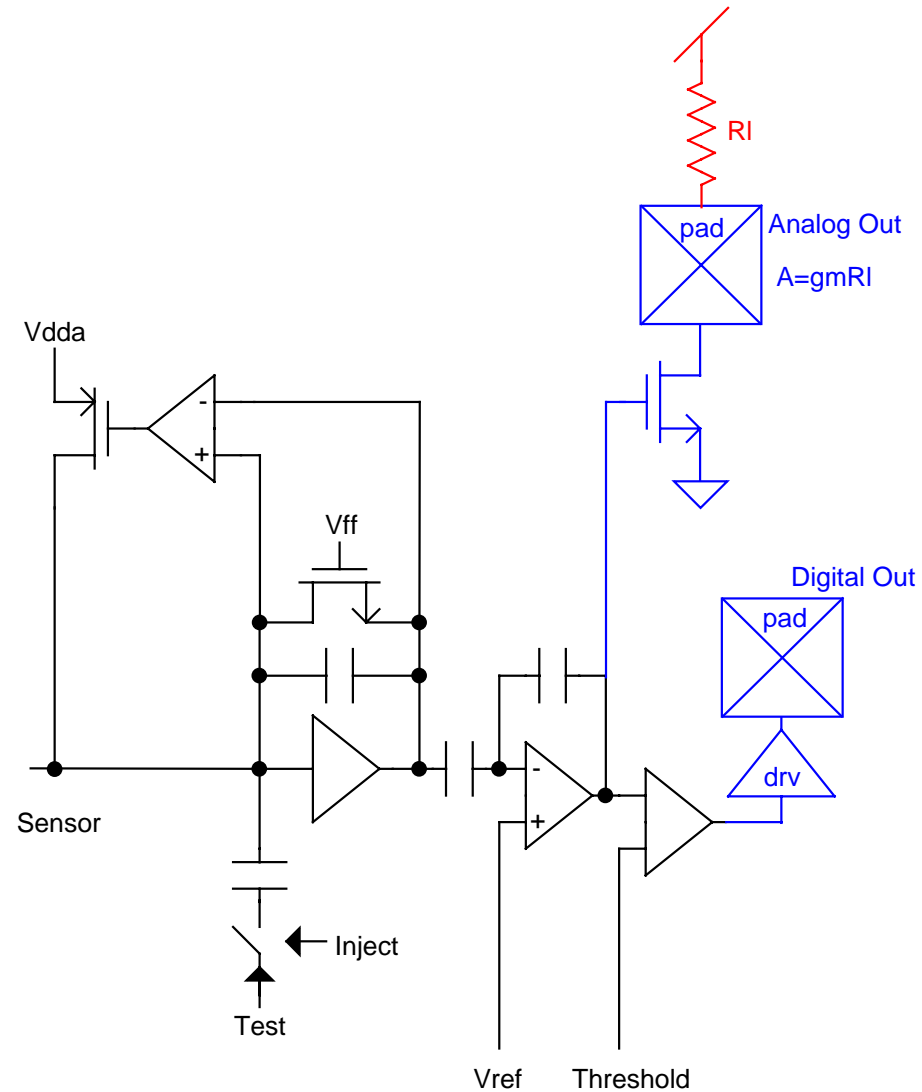 Rl
pad
Analog Out
A=gmRl
Vdda
-
+
Vff
Digital Out
pad
drv
-
+
Sensor
Inject
Test
Vref
Threshold